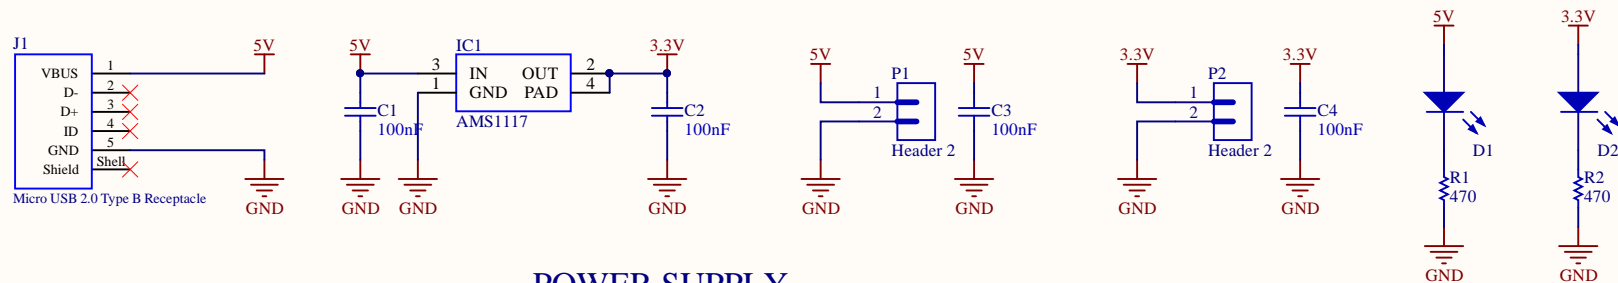 J1
VBUS 1
D- 2
D+ 3
ID 4
GND 5
Shield Shell
Micro USB 2.0 Type B Receptacle
5V
GND
5V
C1
100nF
GND
GND
IC1
3 IN OUT 2
1 GND PAD 4
AMS1117
3.3V
C2
100nF
GND
5V
P1
1
2
Header 2
GND
5V
C3
100nF
GND
3.3V
P2
1
2
Header 2
GND
3.3V
C4
100nF
GND
5V
D1
R1
470
GND
3.3V
D2
R2
470
GND
POWER SUPPLY